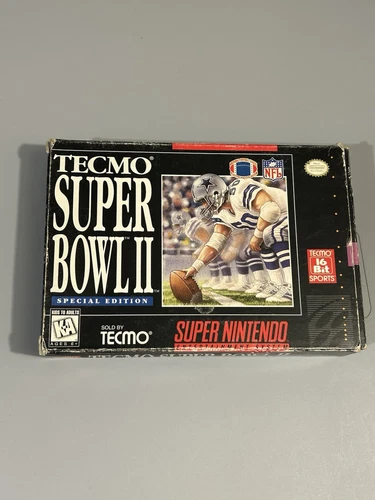 TECMO®
SUPER
BOWL II™
SPECIAL EDITION
NFL
TECMO
16
Bit
SPORTS
KIDS TO ADULTS
K-A
AGES 6+
SOLD BY
TECMO®
SUPER NINTENDO
ENTERTAINMENT SYSTEM